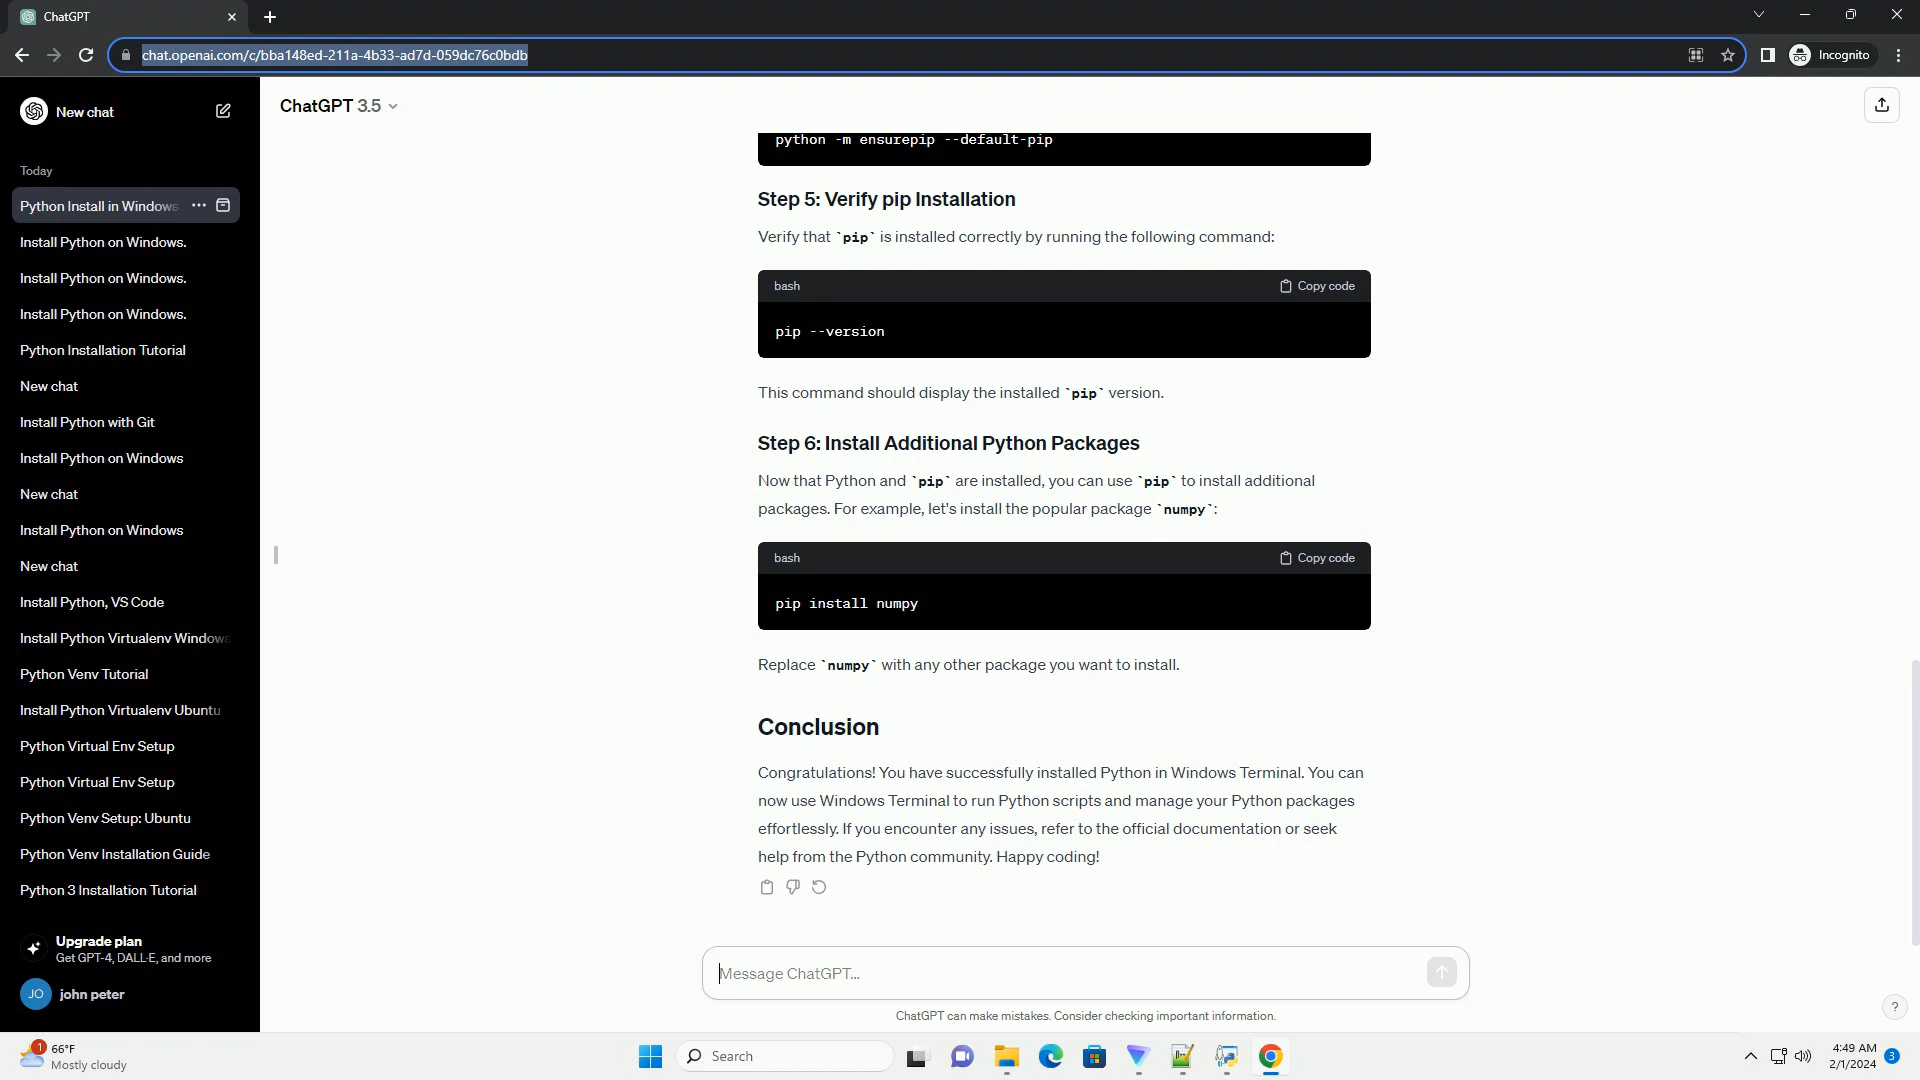 ChatGPT
chat.openai.com/c/bba148ed-211a-4b33-ad7d-059dc76c0bdb
Incognito
New chat
Today
Python Install in Windows
Install Python on Windows.
Install Python on Windows.
Install Python on Windows.
Python Installation Tutorial
New chat
Install Python with Git
Install Python on Windows
New chat
Install Python on Windows
New chat
Install Python, VS Code
Install Python Virtualenv Windows
Python Venv Tutorial
Install Python Virtualenv Ubuntu
Python Virtual Env Setup
Python Virtual Env Setup
Python Venv Setup: Ubuntu
Python Venv Installation Guide
Python 3 Installation Tutorial
Upgrade plan
Get GPT-4, DALL·E, and more
JO john peter
ChatGPT 3.5
python -m ensurepip --default-pip
Step 5: Verify pip Installation
Verify that `pip` is installed correctly by running the following command:
bash Copy code
pip --version
This command should display the installed `pip` version.
Step 6: Install Additional Python Packages
Now that Python and `pip` are installed, you can use `pip` to install additional
packages. For example, let's install the popular package `numpy`:
bash Copy code
pip install numpy
Replace `numpy` with any other package you want to install.
Conclusion
Congratulations! You have successfully installed Python in Windows Terminal. You can
now use Windows Terminal to run Python scripts and manage your Python packages
effortlessly. If you encounter any issues, refer to the official documentation or seek
help from the Python community. Happy coding!
Message ChatGPT...
ChatGPT can make mistakes. Consider checking important information.
?
1
66°F
Mostly cloudy
Search
4:49 AM
2/1/2024
3